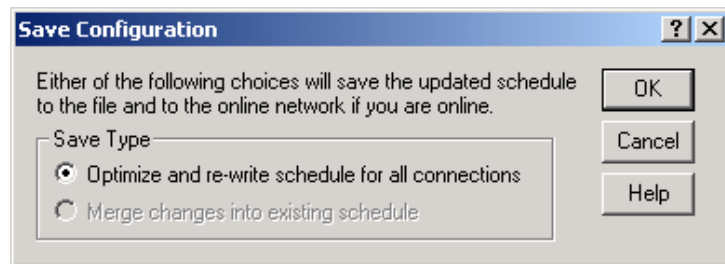 Save Configuration
Either of the following choices will save the updated schedule
to the file and to the online network if you are online.
Save Type
Optimize and re-write schedule for all connections
Merge changes into existing schedule
? X
OK
Cancel
Help